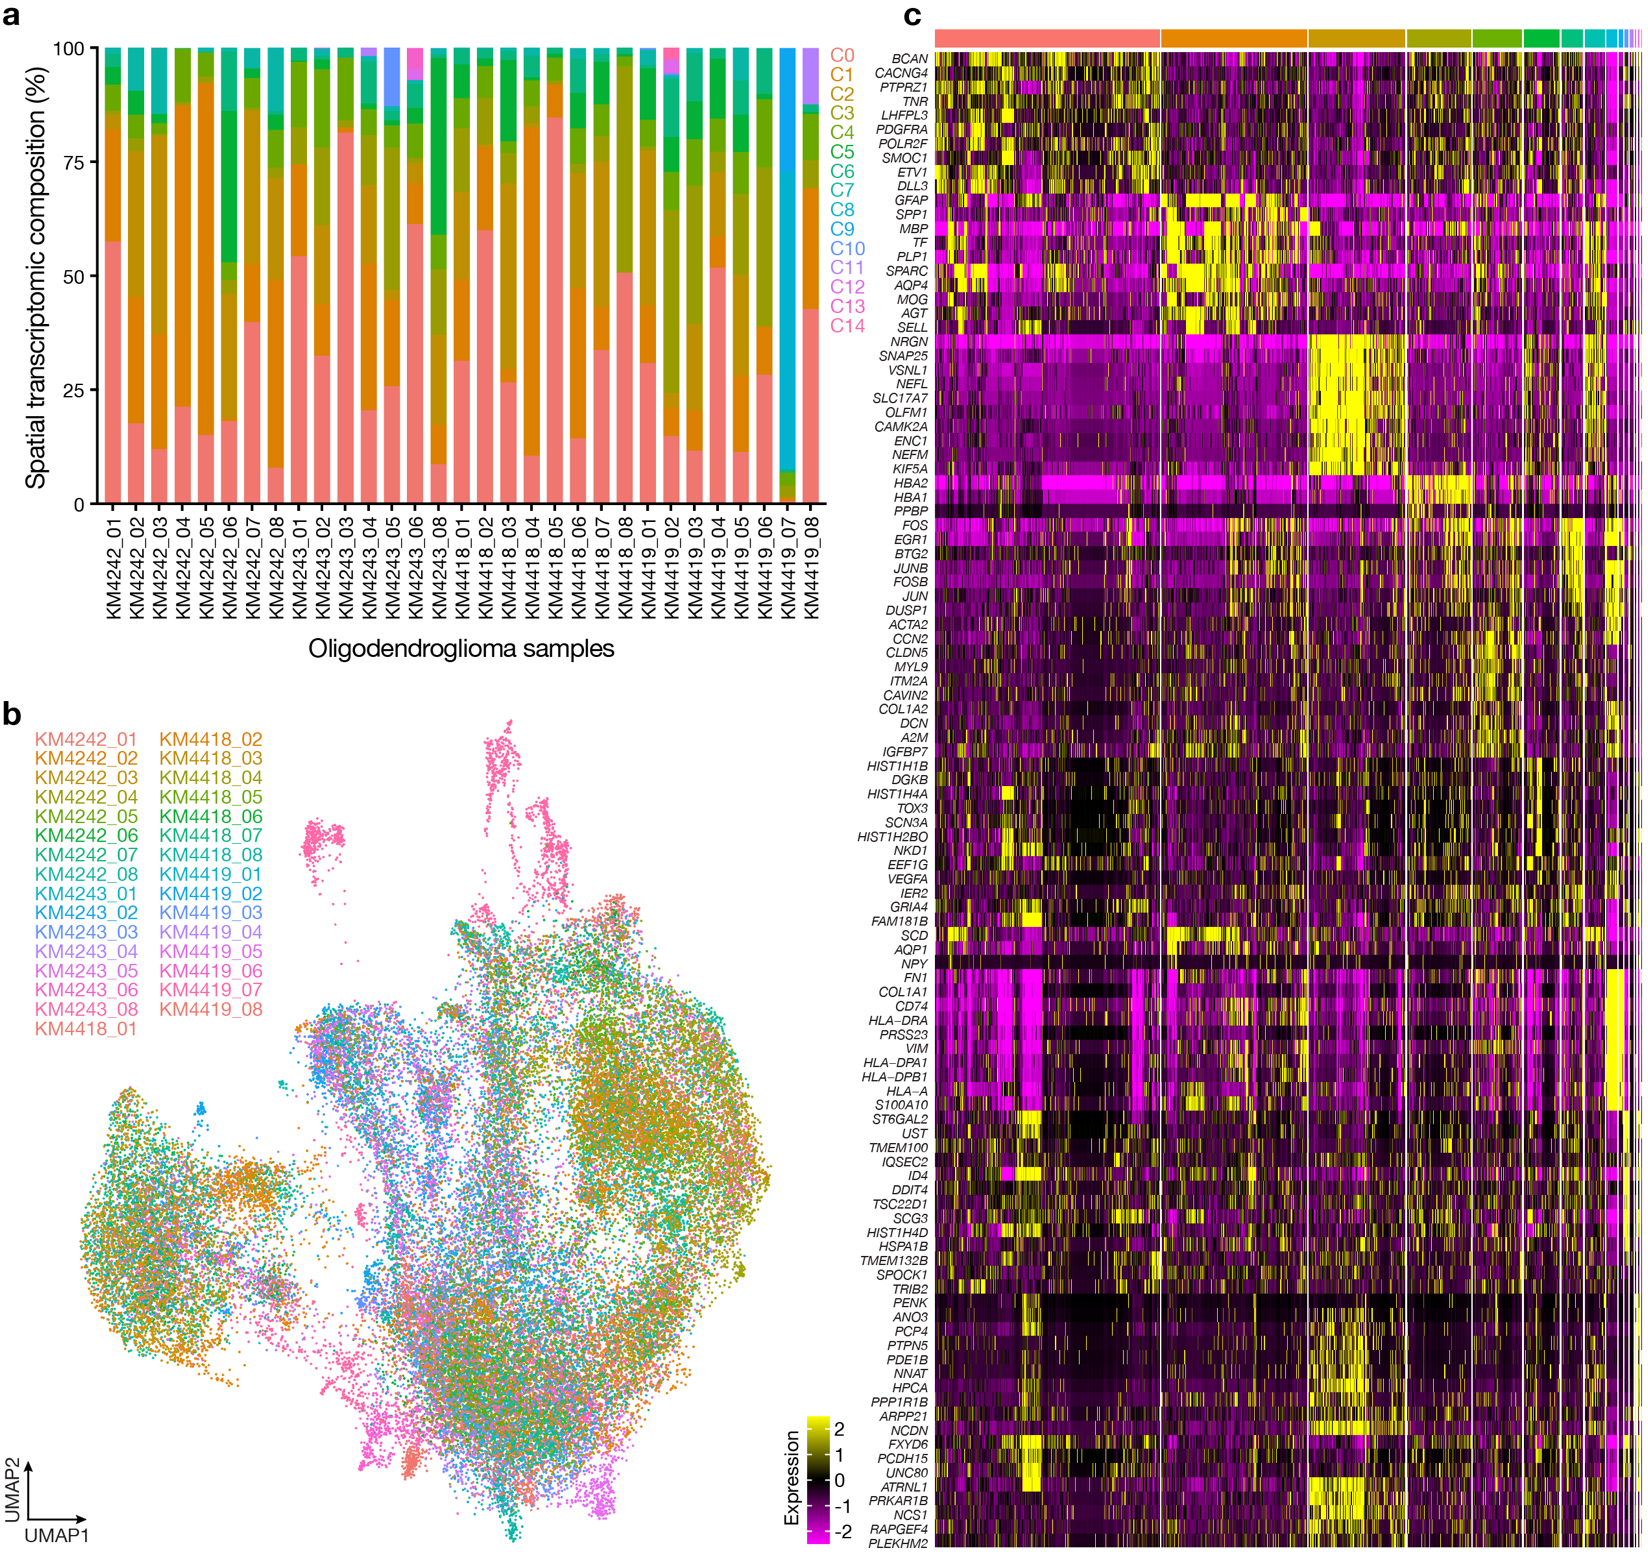 a
Spatial transcriptomic composition (%)
100
75
50
25
0
KM4242_01
KM4242_02
KM4242_03
KM4242_04
KM4242_05
KM4242_06
KM4242_07
KM4242_08
KM4243_01
KM4243_02
KM4243_03
KM4243_04
KM4243_05
KM4243_06
KM4243_08
KM4418_01
KM4418_02
KM4418_03
KM4418_04
KM4418_05
KM4418_06
KM4418_07
KM4418_08
KM4419_01
KM4419_02
KM4419_03
KM4419_04
KM4419_05
KM4419_06
KM4419_07
KM4419_08
Oligodendroglioma samples
C0
C1
C2
C3
C4
C5
C6
C7
C8
C9
C10
C11
C12
C13
C14
b
KM4242_01 KM4418_02
KM4242_02 KM4418_03
KM4242_03 KM4418_04
KM4242_04 KM4418_05
KM4242_05 KM4418_06
KM4242_06 KM4418_07
KM4242_07 KM4418_08
KM4242_08 KM4419_01
KM4243_01 KM4419_02
KM4243_02 KM4419_03
KM4243_03 KM4419_04
KM4243_04 KM4419_05
KM4243_05 KM4419_06
KM4243_06 KM4419_07
KM4243_08 KM4419_08
KM4418_01
UMAP2
UMAP1
c
BCAN
CACNG4
PTPRZ1
TNR
LHFPL3
PDGFRA
POLR2F
SMOC1
ETV1
DLL3
GFAP
SPP1
MBP
TF
PLP1
SPARC
AQP4
MOG
AGT
SELL
NRGN
SNAP25
VSNL1
NEFL
SLC17A7
OLFM1
CAMK2A
ENC1
NEFM
KIF5A
HBA2
HBA1
PPBP
FOS
EGR1
BTG2
JUNB
FOSB
JUN
DUSP1
ACTA2
CCN2
CLDN5
MYL9
ITM2A
CAVIN2
COL1A2
DCN
A2M
IGFBP7
HIST1H1B
DGKB
HIST1H4A
TOX3
SCN3A
HIST1H2BO
NKD1
EEF1G
VEGFA
IER2
GRIA4
FAM181B
SCD
AQP1
NPY
FN1
COL1A1
CD74
HLA−DRA
PRSS23
VIM
HLA−DPA1
HLA−DPB1
HLA−A
S100A10
ST6GAL2
UST
TMEM100
IQSEC2
ID4
DDIT4
TSC22D1
SCG3
HIST1H4D
HSPA1B
TMEM132B
SPOCK1
TRIB2
PENK
ANO3
PCP4
PTPN5
PDE1B
NNAT
HPCA
PPP1R1B
ARPP21
NCDN
FXYD6
PCDH15
UNC80
ATRNL1
PRKAR1B
NCS1
RAPGEF4
PLEKHM2
Expression
2
1
0
-1
-2